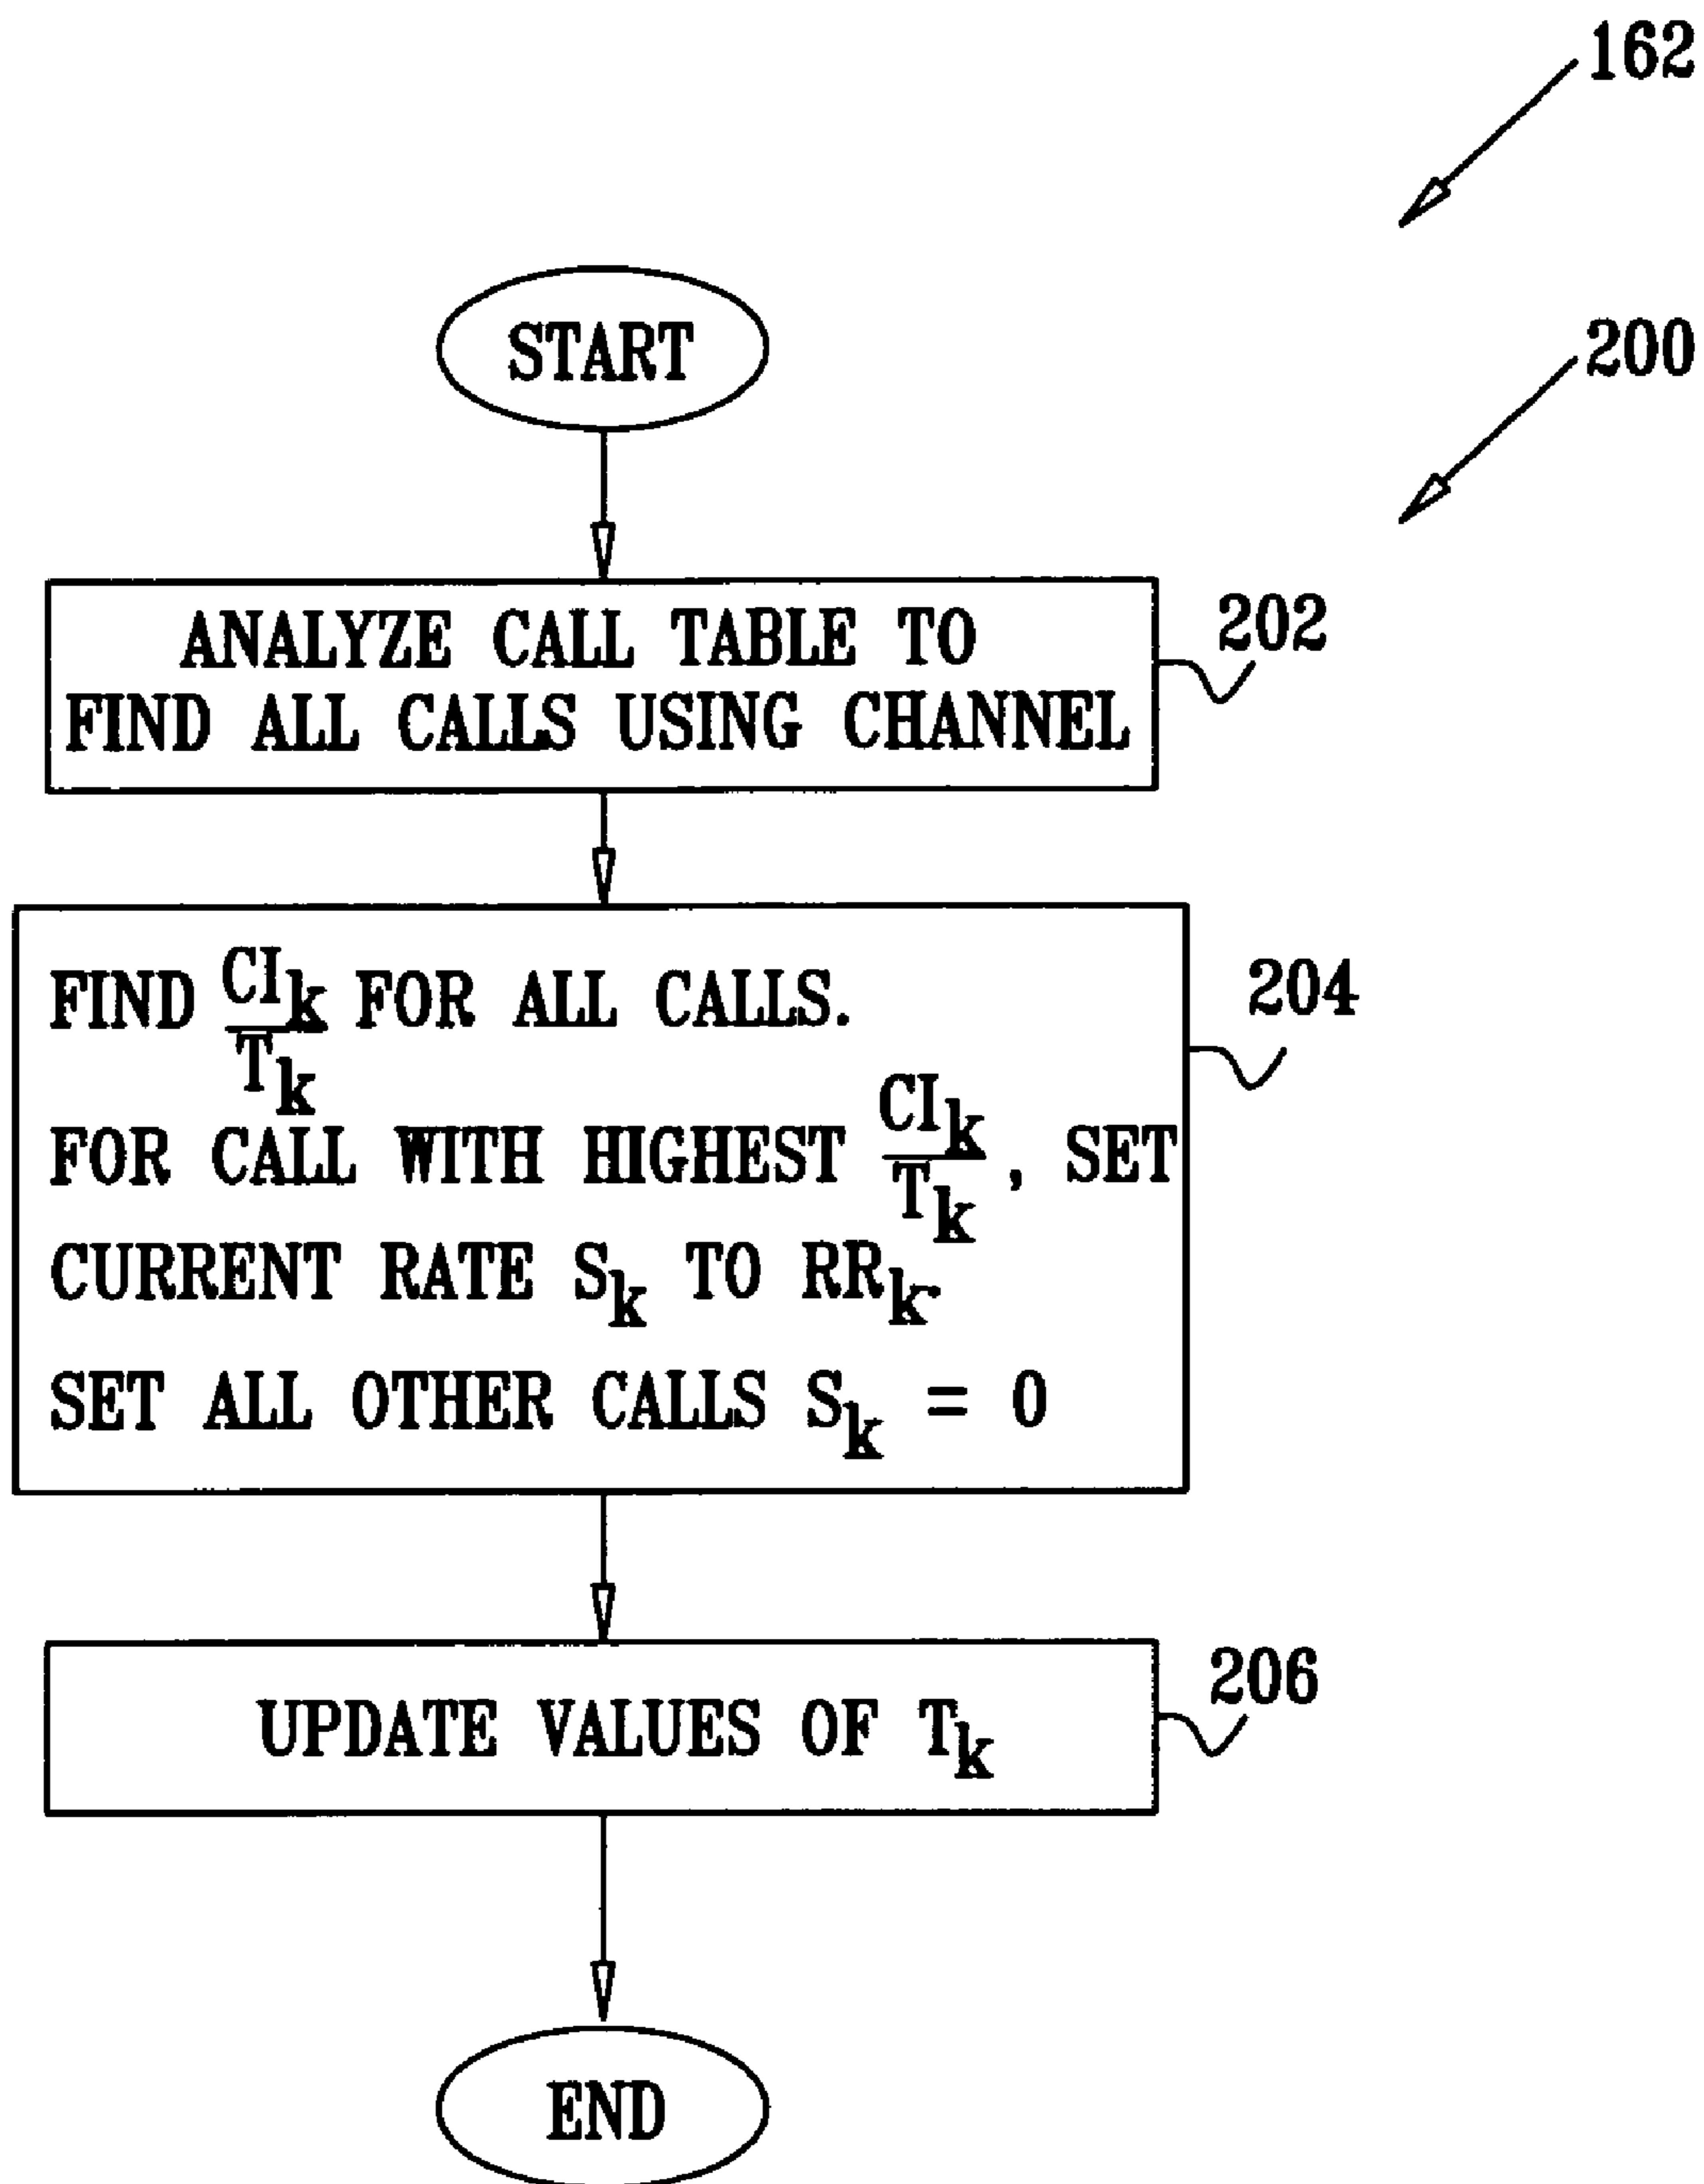 162
START
200
ANALYZE CALL TABLE TO
FIND ALL CALLS USING CHANNEL
202
FIND CIk/Tk FOR ALL CALLS.
204
FOR CALL WITH HIGHEST CIk/Tk, SET
CURRENT RATE Sk TO RRk.
SET ALL OTHER CALLS Sk = 0
UPDATE VALUES OF Tk
206
END